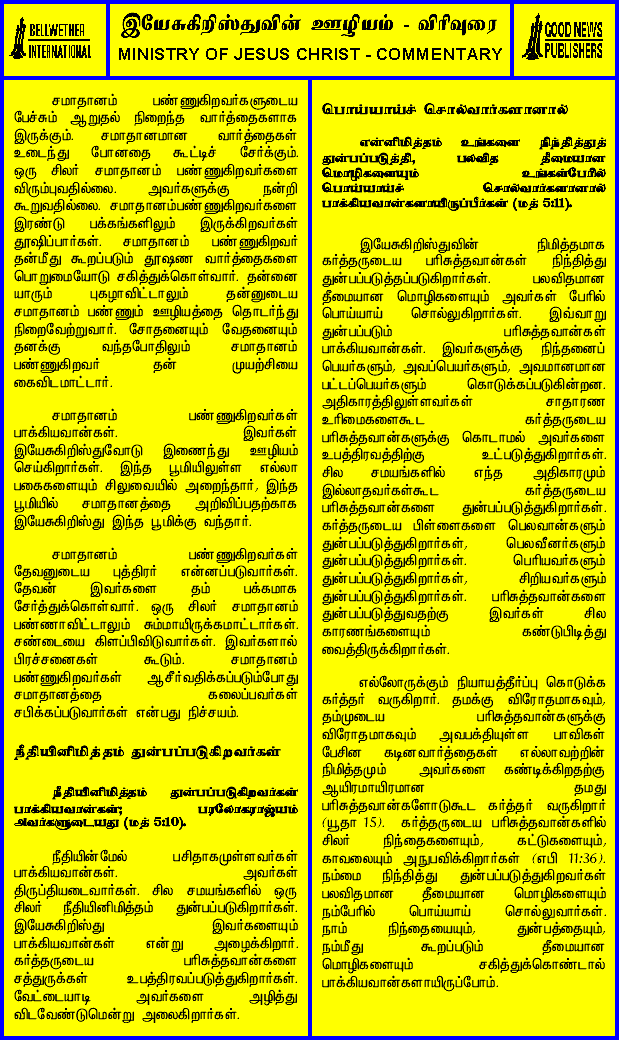 BELLWETHER
INTERNATIONAL
இயேசுகிறிஸ்துவின் ஊழியம் - விரிவுரை
MINISTRY OF JESUS CHRIST - COMMENTARY
GOOD NEWS
PUBLISHERS
சமாதானம் பண்ணுகிறவர்களுடைய
பேச்சும் ஆறுதல் நிறைந்த வார்த்தைகளாக
இருக்கும். சமாதானமான வார்த்தைகள்
உடைந்து போனதை கூட்டிச் சேர்க்கும்.
ஒரு சிலர் சமாதானம் பண்ணுகிறவர்களை
விரும்புவதில்லை. அவர்களுக்கு நன்றி
கூறுவதில்லை. சமாதானம்பண்ணுகிறவர்களை
இரண்டு பக்கங்களிலும் இருக்கிறவர்கள்
தூஷிப்பார்கள். சமாதானம் பண்ணுகிறவர்
தன்மீது கூறப்படும் தூஷண வார்த்தைகளை
பொறுமையோடு சகித்துக்கொள்வார். தன்னை
யாரும் புகழாவிட்டாலும் தன்னுடைய
சமாதானம் பண்ணும் ஊழியத்தை தொடர்ந்து
நிறைவேற்றுவார். சோதனையும் வேதனையும்
தனக்கு வந்தபோதிலும் சமாதானம்
பண்ணுகிறவர் தன் முயற்சியை
கைவிடமாட்டார்.
சமாதானம் பண்ணுகிறவர்கள்
பாக்கியவான்கள். இவர்கள்
இயேசுகிறிஸ்துவோடு இணைந்து ஊழியம்
செய்கிறார்கள். இந்த பூமியிலுள்ள எல்லா
பகைகளையும் சிலுவையில் அறைந்தார், இந்த
பூமியில் சமாதானத்தை அறிவிப்பதற்காக
இயேசுகிறிஸ்து இந்த பூமிக்கு வந்தார்.
சமாதானம் பண்ணுகிறவர்கள்
தேவனுடைய புத்திரர் என்னப்படுவார்கள்.
தேவன் இவர்களை தம் பக்கமாக
சேர்த்துக்கொள்வார். ஒரு சிலர் சமாதானம்
பண்ணாவிட்டாலும் சும்மாயிருக்கமாட்டார்கள்.
சண்டையை கிளப்பிவிடுவார்கள். இவர்களால்
பிரச்சனைகள் கூடும். சமாதானம்
பண்ணுகிறவர்கள் ஆசீர்வதிக்கப்படும்போது
சமாதானத்தை கலைப்பவர்கள்
சபிக்கப்படுவார்கள் என்பது நிச்சயம்.
நீதியினிமித்தம் துன்பப்படுகிறவர்கள்
நீதியினிமித்தம் துன்பப்படுகிறவர்கள்
பாக்கியவான்கள்; பரலோகராஜ்யம்
அவர்களுடையது (மத் 5:10).
நீதியின்மேல் பசிதாகமுள்ளவர்கள்
பாக்கியவான்கள். அவர்கள்
திருப்தியடைவார்கள். சில சமயங்களில் ஒரு
சிலர் நீதியினிமித்தம் துன்பப்படுகிறார்கள்.
இயேசுகிறிஸ்து இவர்களையும்
பாக்கியவான்கள் என்று அழைக்கிறார்.
கர்த்தருடைய பரிசுத்தவான்களை
சத்துருக்கள் உபத்திரவப்படுத்துகிறார்கள்.
வேட்டையாடி அவர்களை அழித்து
விடவேண்டுமென்று அலைகிறார்கள்.
பொய்யாய்ச் சொல்வார்களானால்
என்னிமித்தம் உங்களை நிந்தித்துத்
துன்பப்படுத்தி, பலவித தீமையான
மொழிகளையும் உங்கள்பேரில்
பொய்யாய்ச் சொல்வார்களானால்
பாக்கியவான்களாயிருப்பீர்கள் (மத் 5:11).
இயேசுகிறிஸ்துவின் நிமித்தமாக
கர்த்தருடைய பரிசுத்தவான்கள் நிந்தித்து
துன்பப்படுத்தப்படுகிறார்கள். பலவிதமான
தீமையான மொழிகளையும் அவர்கள் பேரில்
பொய்யாய் சொல்லுகிறார்கள். இவ்வாறு
துன்பப்படும் பரிசுத்தவான்கள்
பாக்கியவான்கள். இவர்களுக்கு நிந்தனைப்
பெயர்களும், அவப்பெயர்களும், அவமானமான
பட்டப்பெயர்களும் கொடுக்கப்படுகின்றன.
அதிகாரத்திலுள்ளவர்கள் சாதாரண
உரிமைகளைகூட கர்த்தருடைய
பரிசுத்தவான்களுக்கு கொடாமல் அவர்களை
உபத்திரவத்திற்கு உட்படுத்துகிறார்கள்.
சில சமயங்களில் எந்த அதிகாரமும்
இல்லாதவர்கள்கூட கர்த்தருடைய
பரிசுத்தவான்களை துன்பப்படுத்துகிறார்கள்.
கர்த்தருடைய பிள்ளைகளை பெலவான்களும்
துன்பப்படுத்துகிறார்கள், பெலவீனர்களும்
துன்பப்படுத்துகிறார்கள். பெரியவர்களும்
துன்பப்படுத்துகிறார்கள், சிறியவர்களும்
துன்பப்படுத்துகிறார்கள். பரிசுத்தவான்களை
துன்பப்படுத்துவதற்கு இவர்கள் சில
காரணங்களையும் கண்டுபிடித்து
வைத்திருக்கிறார்கள்.
எல்லோருக்கும் நியாயத்தீர்ப்பு கொடுக்க
கர்த்தர் வருகிறார். தமக்கு விரோதமாகவும்,
தம்முடைய பரிசுத்தவான்களுக்கு
விரோதமாகவும் அவபக்தியுள்ள பாவிகள்
பேசின கடினவார்த்தைகள் எல்லாவற்றின்
நிமித்தமும் அவர்களை கண்டிக்கிறதற்கு
ஆயிரமாயிரமான தமது
பரிசுத்தவான்களோடுகூட கர்த்தர் வருகிறார்
(யூதா 15). கர்த்தருடைய பரிசுத்தவான்களில்
சிலர் நிந்தைகளையும், கட்டுகளையும்,
காவலையும் அநுபவிக்கிறார்கள் (எபி 11:36).
நம்மை நிந்தித்து துன்பப்படுத்துகிறவர்கள்
பலவிதமான தீமையான மொழிகளையும்
நம்பேரில் பொய்யாய் சொல்லுவார்கள்.
நாம் நிந்தையையும், துன்பத்தையும்,
நம்மீது கூறப்படும் தீமையான
மொழிகளையும் சகித்துக்கொண்டால்
பாக்கியவான்களாயிருப்போம்.